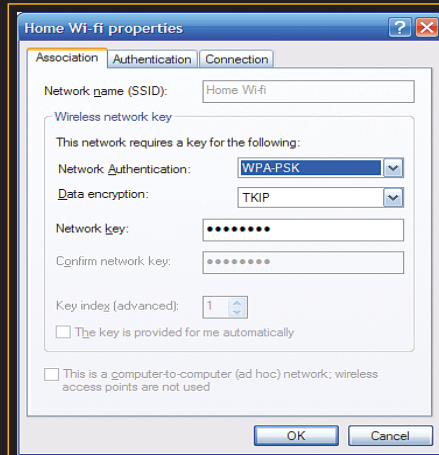 Home Wi-fi properties
Association Authentication Connection
Network name (SSID): Home Wi-fi
Wireless network key
This network requires a key for the following:
Network Authentication: WPA-PSK
Data encryption: TKIP
Network key: ••••••••
Confirm network key: ••••••••
Key index (advanced): 1
The key is provided for me automatically
This is a computer-to-computer (ad hoc) network; wireless
access points are not used
OK Cancel